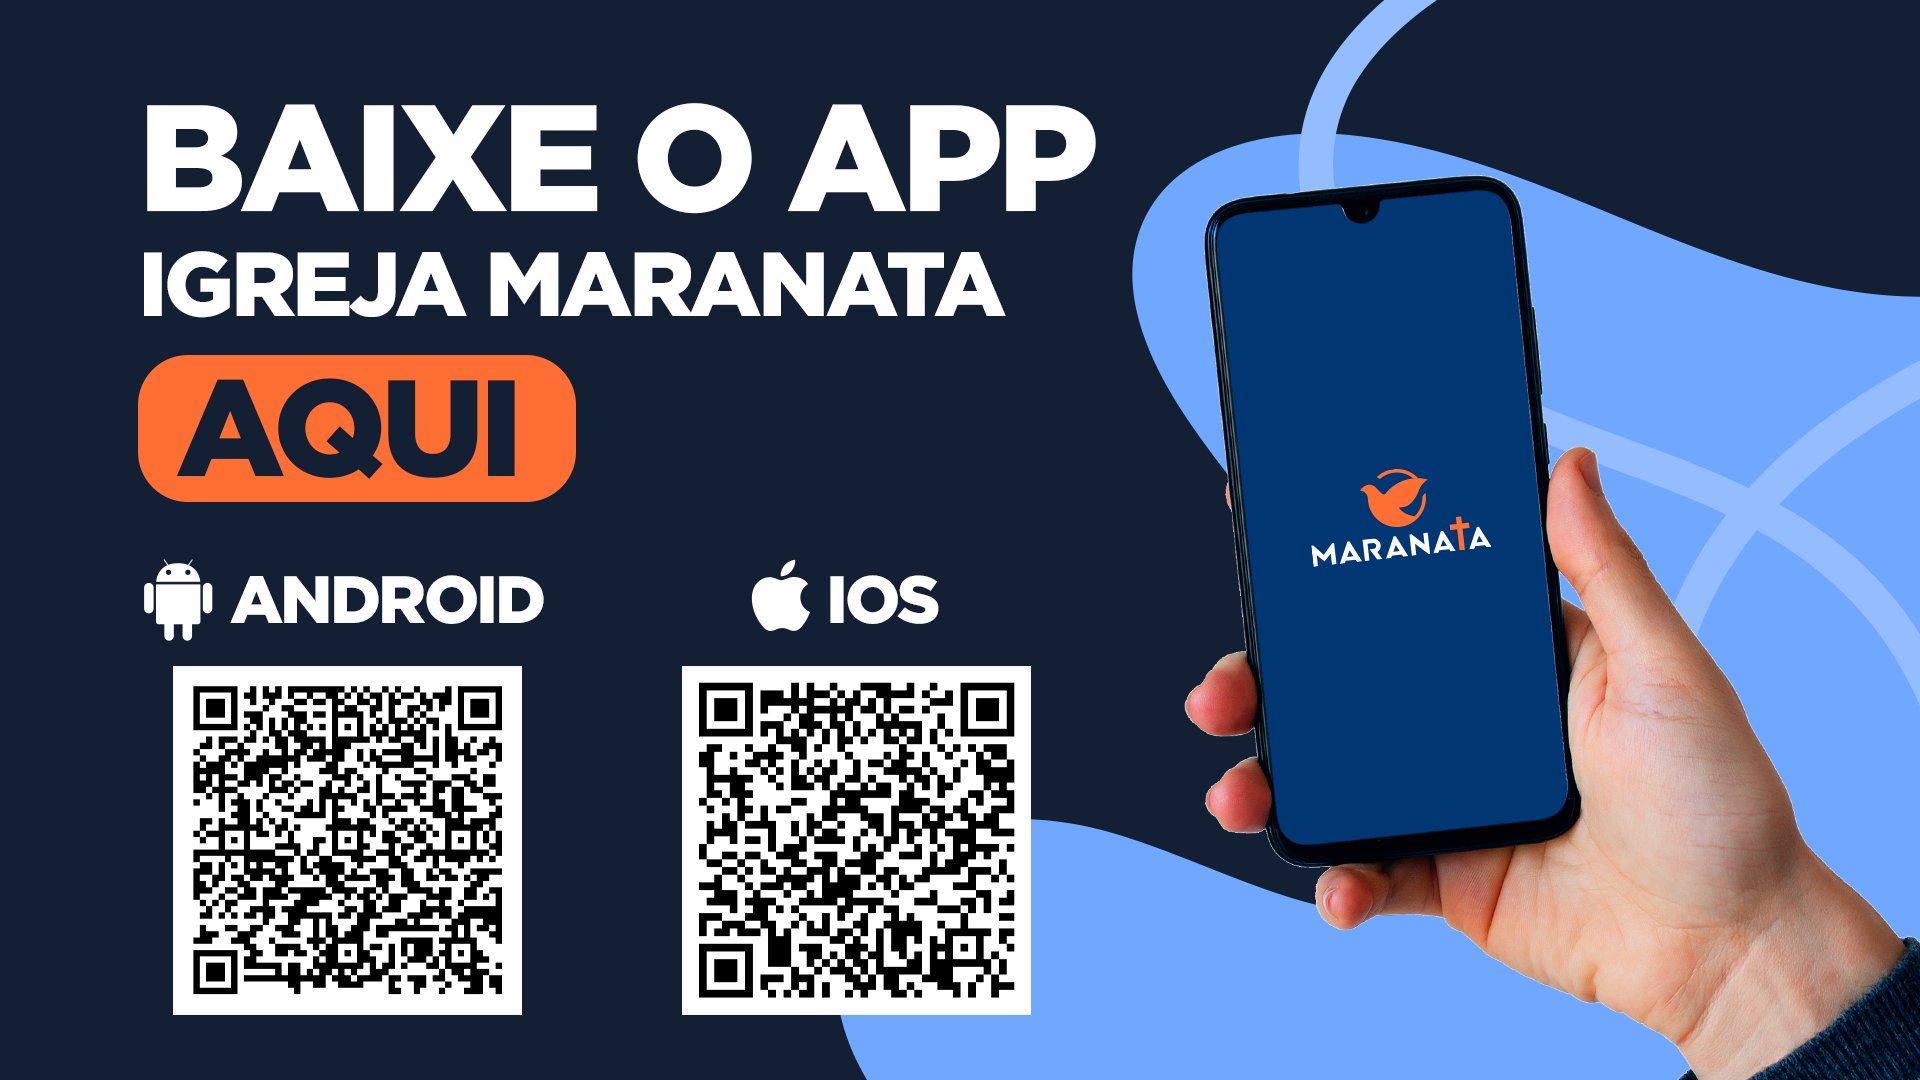 BAIXE O APP
IGREJA MARANATA
AQUI
ANDROID
IOS
MARANATA